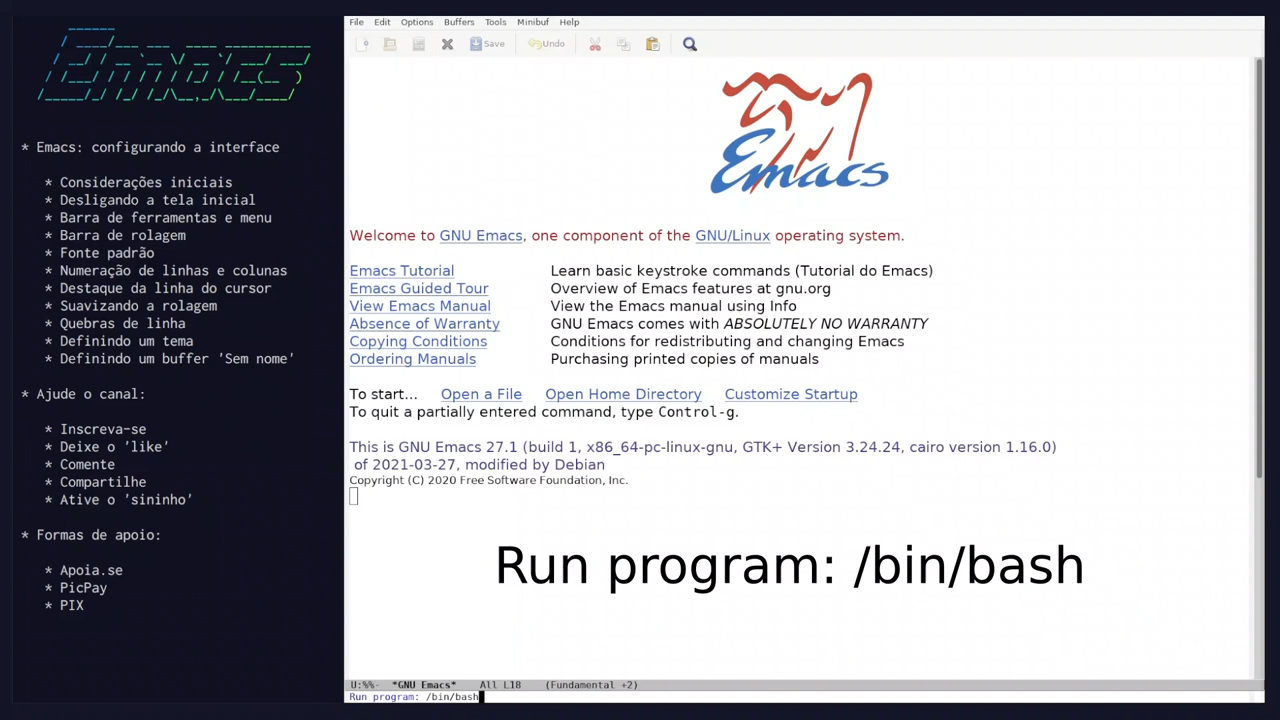 Emacs
* Emacs: configurando a interface
* Considerações iniciais
* Desligando a tela inicial
* Barra de ferramentas e menu
* Barra de rolagem
* Fonte padrão
* Numeração de linhas e colunas
* Destaque da linha do cursor
* Suavizando a rolagem
* Quebras de linha
* Definindo um tema
* Definindo um buffer 'Sem nome'
* Ajude o canal:
* Inscreva-se
* Deixe o 'like'
* Comente
* Compartilhe
* Ative o 'sininho'
* Formas de apoio:
* Apoia.se
* PicPay
* PIX
File Edit Options Buffers Tools Minibuf Help
Save Undo
Emacs
Welcome to GNU Emacs, one component of the GNU/Linux operating system.
Emacs Tutorial Learn basic keystroke commands (Tutorial do Emacs)
Emacs Guided Tour Overview of Emacs features at gnu.org
View Emacs Manual View the Emacs manual using Info
Absence of Warranty GNU Emacs comes with ABSOLUTELY NO WARRANTY
Copying Conditions Conditions for redistributing and changing Emacs
Ordering Manuals Purchasing printed copies of manuals
To start... Open a File Open Home Directory Customize Startup
To quit a partially entered command, type Control-g.
This is GNU Emacs 27.1 (build 1, x86_64-pc-linux-gnu, GTK+ Version 3.24.24, cairo version 1.16.0)
of 2021-03-27, modified by Debian
Copyright (C) 2020 Free Software Foundation, Inc.
Run program: /bin/bash
U:%%- *GNU Emacs* All L18 (Fundamental +2)
Run program: /bin/bash